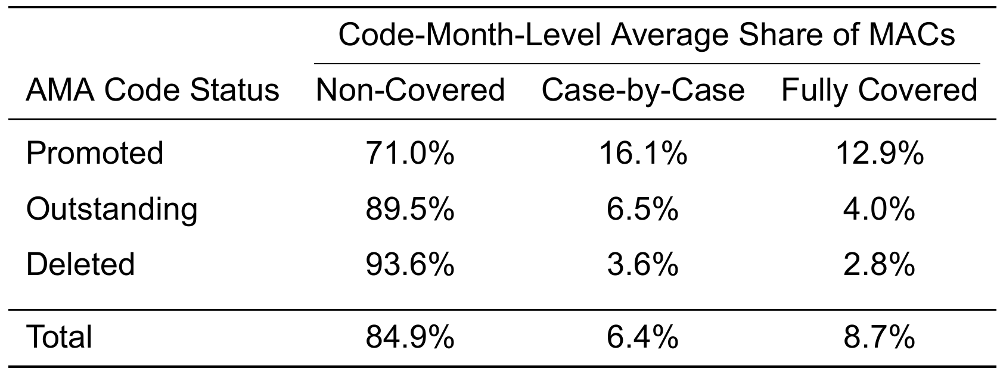 Code-Month-Level Average Share of MACs
AMA Code Status Non-Covered Case-by-Case Fully Covered
Promoted 71.0% 16.1% 12.9%
Outstanding 89.5% 6.5% 4.0%
Deleted 93.6% 3.6% 2.8%
Total 84.9% 6.4% 8.7%